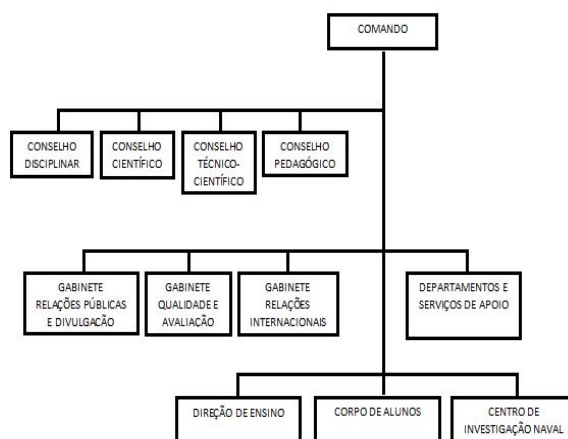 COMANDO
CONSELHO
DISCIPLINAR
CONSELHO
CIENTÍFICO
CONSELHO
TÉCNICO-
CIENTÍFICO
CONSELHO
PEDAGÓGICO
GABINETE
RELAÇÕES PÚBLICAS
E DIVULGAÇÃO
GABINETE
QUALIDADE E
AVALIAÇÃO
GABINETE
RELAÇÕES
INTERNACIONAIS
DEPARTAMENTOS E
SERVIÇOS DE APOIO
DIREÇÃO DE ENSINO
CORPO DE ALUNOS
CENTRO DE
INVESTIGAÇÃO NAVAL